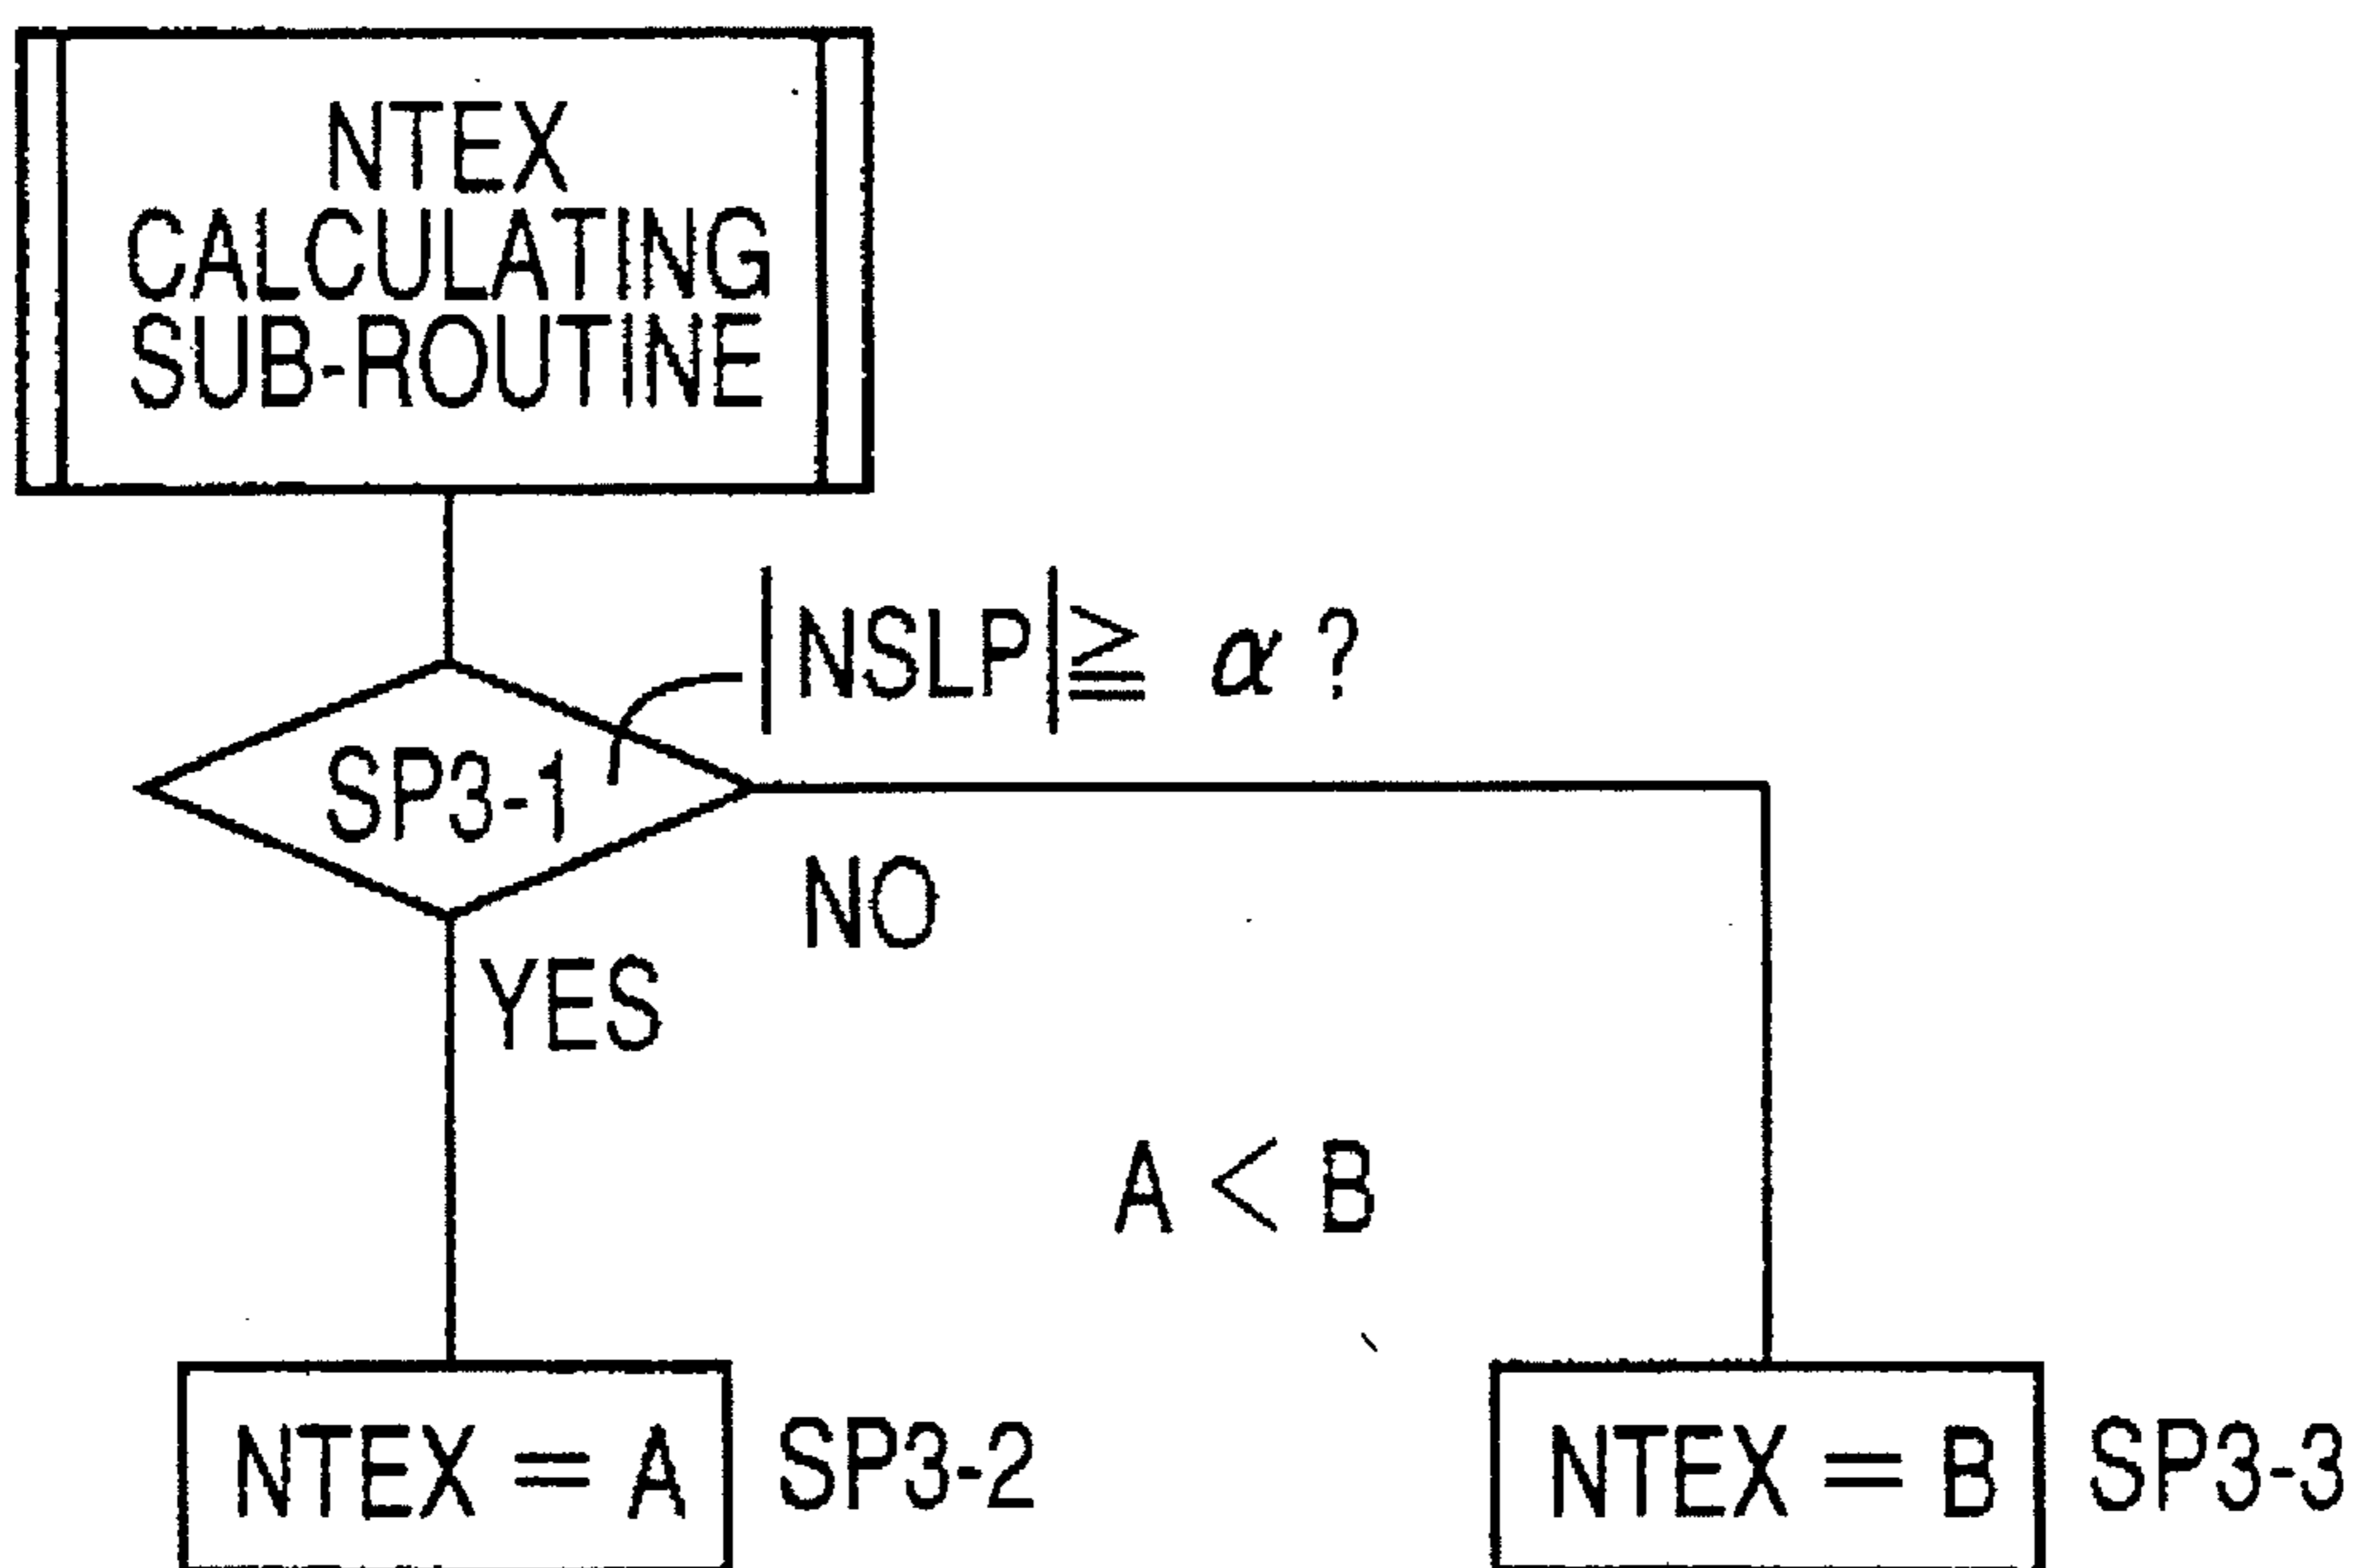 NTEX
CALCULATING
SUB-ROUTINE
|NSLP|≧ α ?
SP3-1
NO
YES
A < B
NTEX = A
SP3-2
NTEX = B
SP3-3